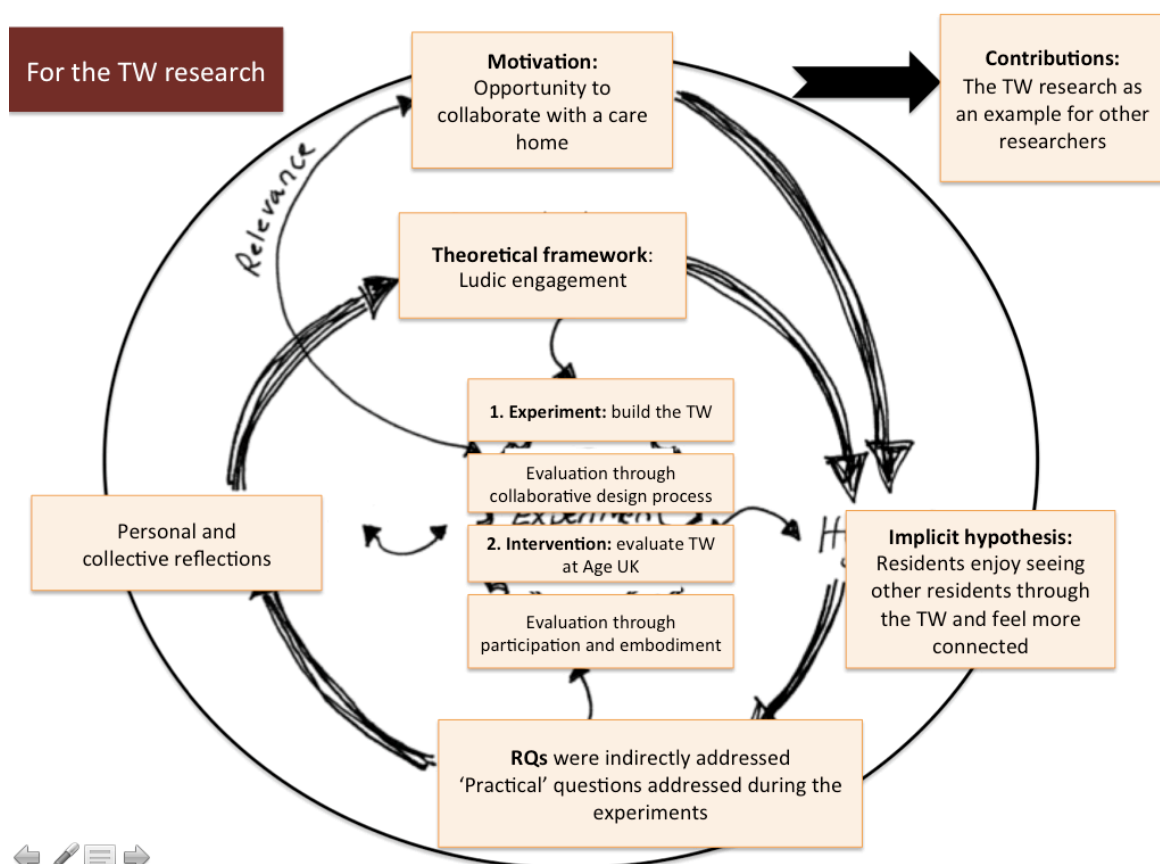 For the TW research
Motivation:
Opportunity to
collaborate with a care
home
Contributions:
The TW research as
an example for other
researchers
Relevance
Theoretical framework:
Ludic engagement
1. Experiment: build the TW
Evaluation through
collaborative design process
Experiment
2. Intervention: evaluate TW
at Age UK
Evaluation through
participation and embodiment
Personal and
collective reflections
H
Implicit hypothesis:
Residents enjoy seeing
other residents through
the TW and feel more
connected
RQs were indirectly addressed
‘Practical’ questions addressed during the
experiments